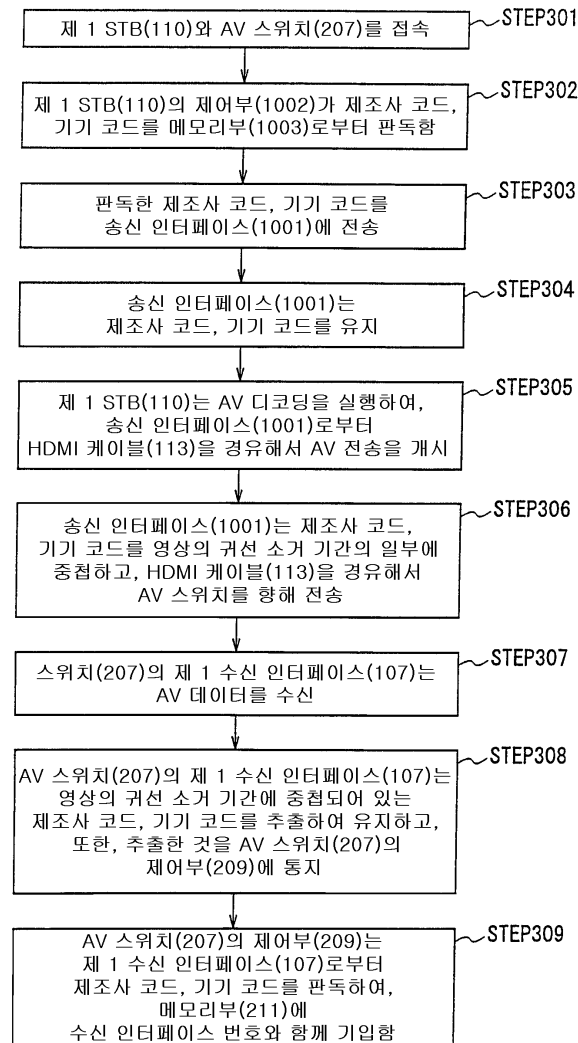 제 1 STB(110)와 AV 스위치(207)를 접속
STEP301
제 1 STB(110)의 제어부(1002)가 제조사 코드,
기기 코드를 메모리부(1003)로부터 판독함
STEP302
판독한 제조사 코드, 기기 코드를
송신 인터페이스(1001)에 전송
STEP303
송신 인터페이스(1001)는
제조사 코드, 기기 코드를 유지
STEP304
제 1 STB(110)는 AV 디코딩을 실행하여,
송신 인터페이스(1001)로부터
HDMI 케이블(113)을 경유해서 AV 전송을 개시
STEP305
송신 인터페이스(1001)는 제조사 코드,
기기 코드를 영상의 귀선 소거 기간의 일부에
중첩하고, HDMI 케이블(113)을 경유해서
AV 스위치를 향해 전송
STEP306
스위치(207)의 제 1 수신 인터페이스(107)는
AV 데이터를 수신
STEP307
AV 스위치(207)의 제 1 수신 인터페이스(107)는
영상의 귀선 소거 기간에 중첩되어 있는
제조사 코드, 기기 코드를 추출하여 유지하고,
또한, 추출한 것을 AV 스위치(207)의
제어부(209)에 통지
STEP308
AV 스위치(207)의 제어부(209)는
제 1 수신 인터페이스(107)로부터
제조사 코드, 기기 코드를 판독하여,
메모리부(211)에
수신 인터페이스 번호와 함께 기입함
STEP309